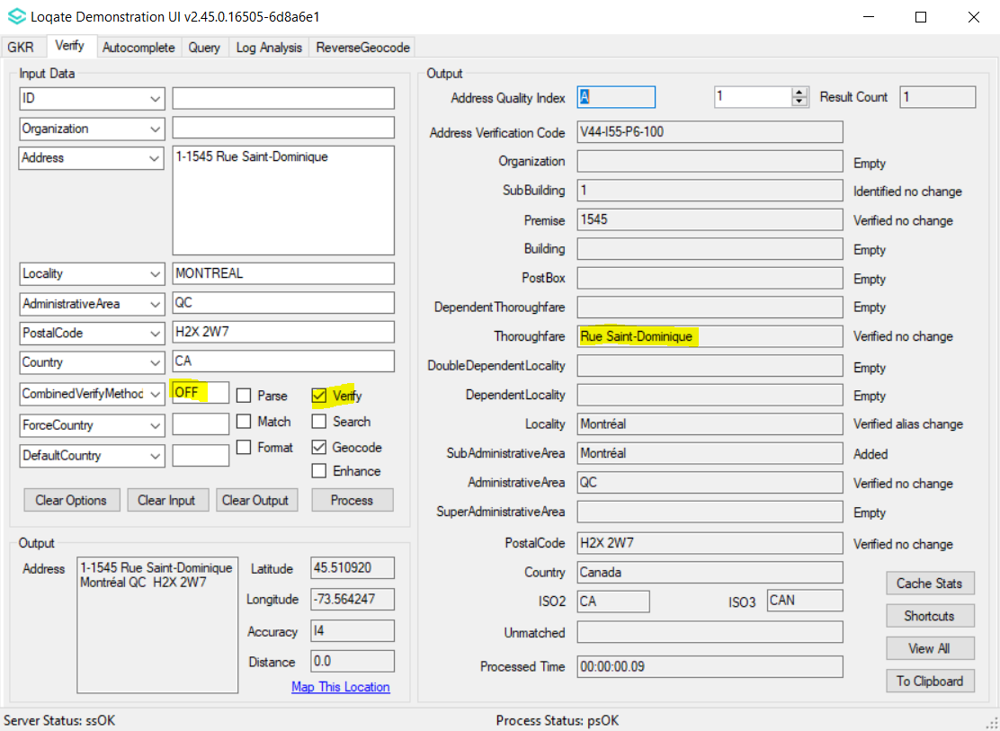 Loqate Demonstration UI v2.45.0.16505-6d8a6e1
GKR Verify Autocomplete Query Log Analysis ReverseGeocode
Input Data
ID
Organization
Address 1-1545 Rue Saint-Dominique
Locality MONTREAL
AdministrativeArea QC
PostalCode H2X 2W7
Country CA
CombinedVerifyMethod OFF Parse Verify
ForceCountry Match Search
DefaultCountry Format Geocode
Enhance
Clear Options Clear Input Clear Output Process
Output
Address 1-1545 Rue Saint-Dominique
Montréal QC  H2X 2W7
Latitude 45.510920
Longitude -73.564247
Accuracy I4
Distance 0.0
Map This Location
Output
Address Quality Index A 1 Result Count 1
Address Verification Code V44-I55-P6-100
Organization Empty
SubBuilding 1 Identified no change
Premise 1545 Verified no change
Building Empty
PostBox Empty
DependentThoroughfare Empty
Thoroughfare Rue Saint-Dominique Verified no change
DoubleDependentLocality Empty
DependentLocality Empty
Locality Montréal Verified alias change
SubAdministrativeArea Montréal Added
AdministrativeArea QC Verified no change
SuperAdministrativeArea Empty
PostalCode H2X 2W7 Verified no change
Country Canada
ISO2 CA ISO3 CAN
Unmatched
Processed Time 00:00:00.09
Cache Stats
Shortcuts
View All
To Clipboard
Server Status: ssOK Process Status: psOK